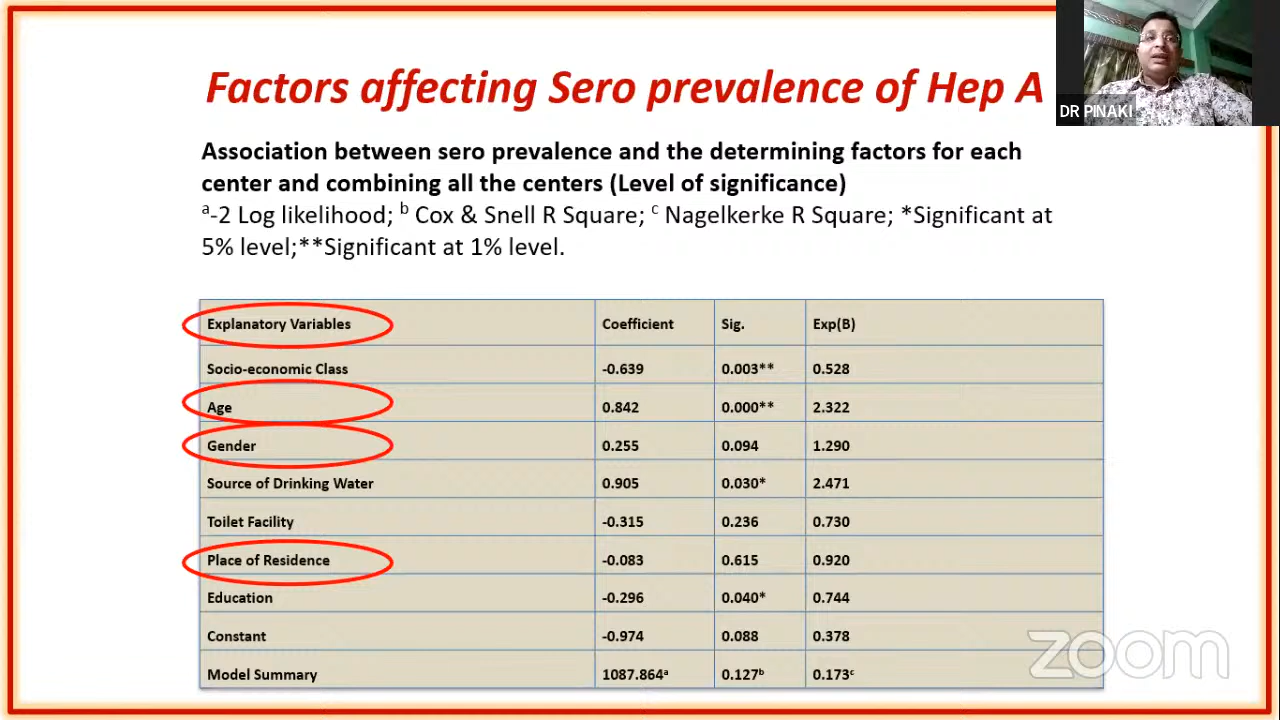 Factors affecting Sero prevalence of Hep A
DR PINAKI
Association between sero prevalence and the determining factors for each
center and combining all the centers (Level of significance)
a-2 Log likelihood; b Cox & Snell R Square; c Nagelkerke R Square; *Significant at
5% level;**Significant at 1% level.
Explanatory Variables Coefficient Sig. Exp(B)
Socio-economic Class -0.639 0.003** 0.528
Age 0.842 0.000** 2.322
Gender 0.255 0.094 1.290
Source of Drinking Water 0.905 0.030* 2.471
Toilet Facility -0.315 0.236 0.730
Place of Residence -0.083 0.615 0.920
Education -0.296 0.040* 0.744
Constant -0.974 0.088 0.378
Model Summary 1087.864a 0.127b 0.173c
zoom